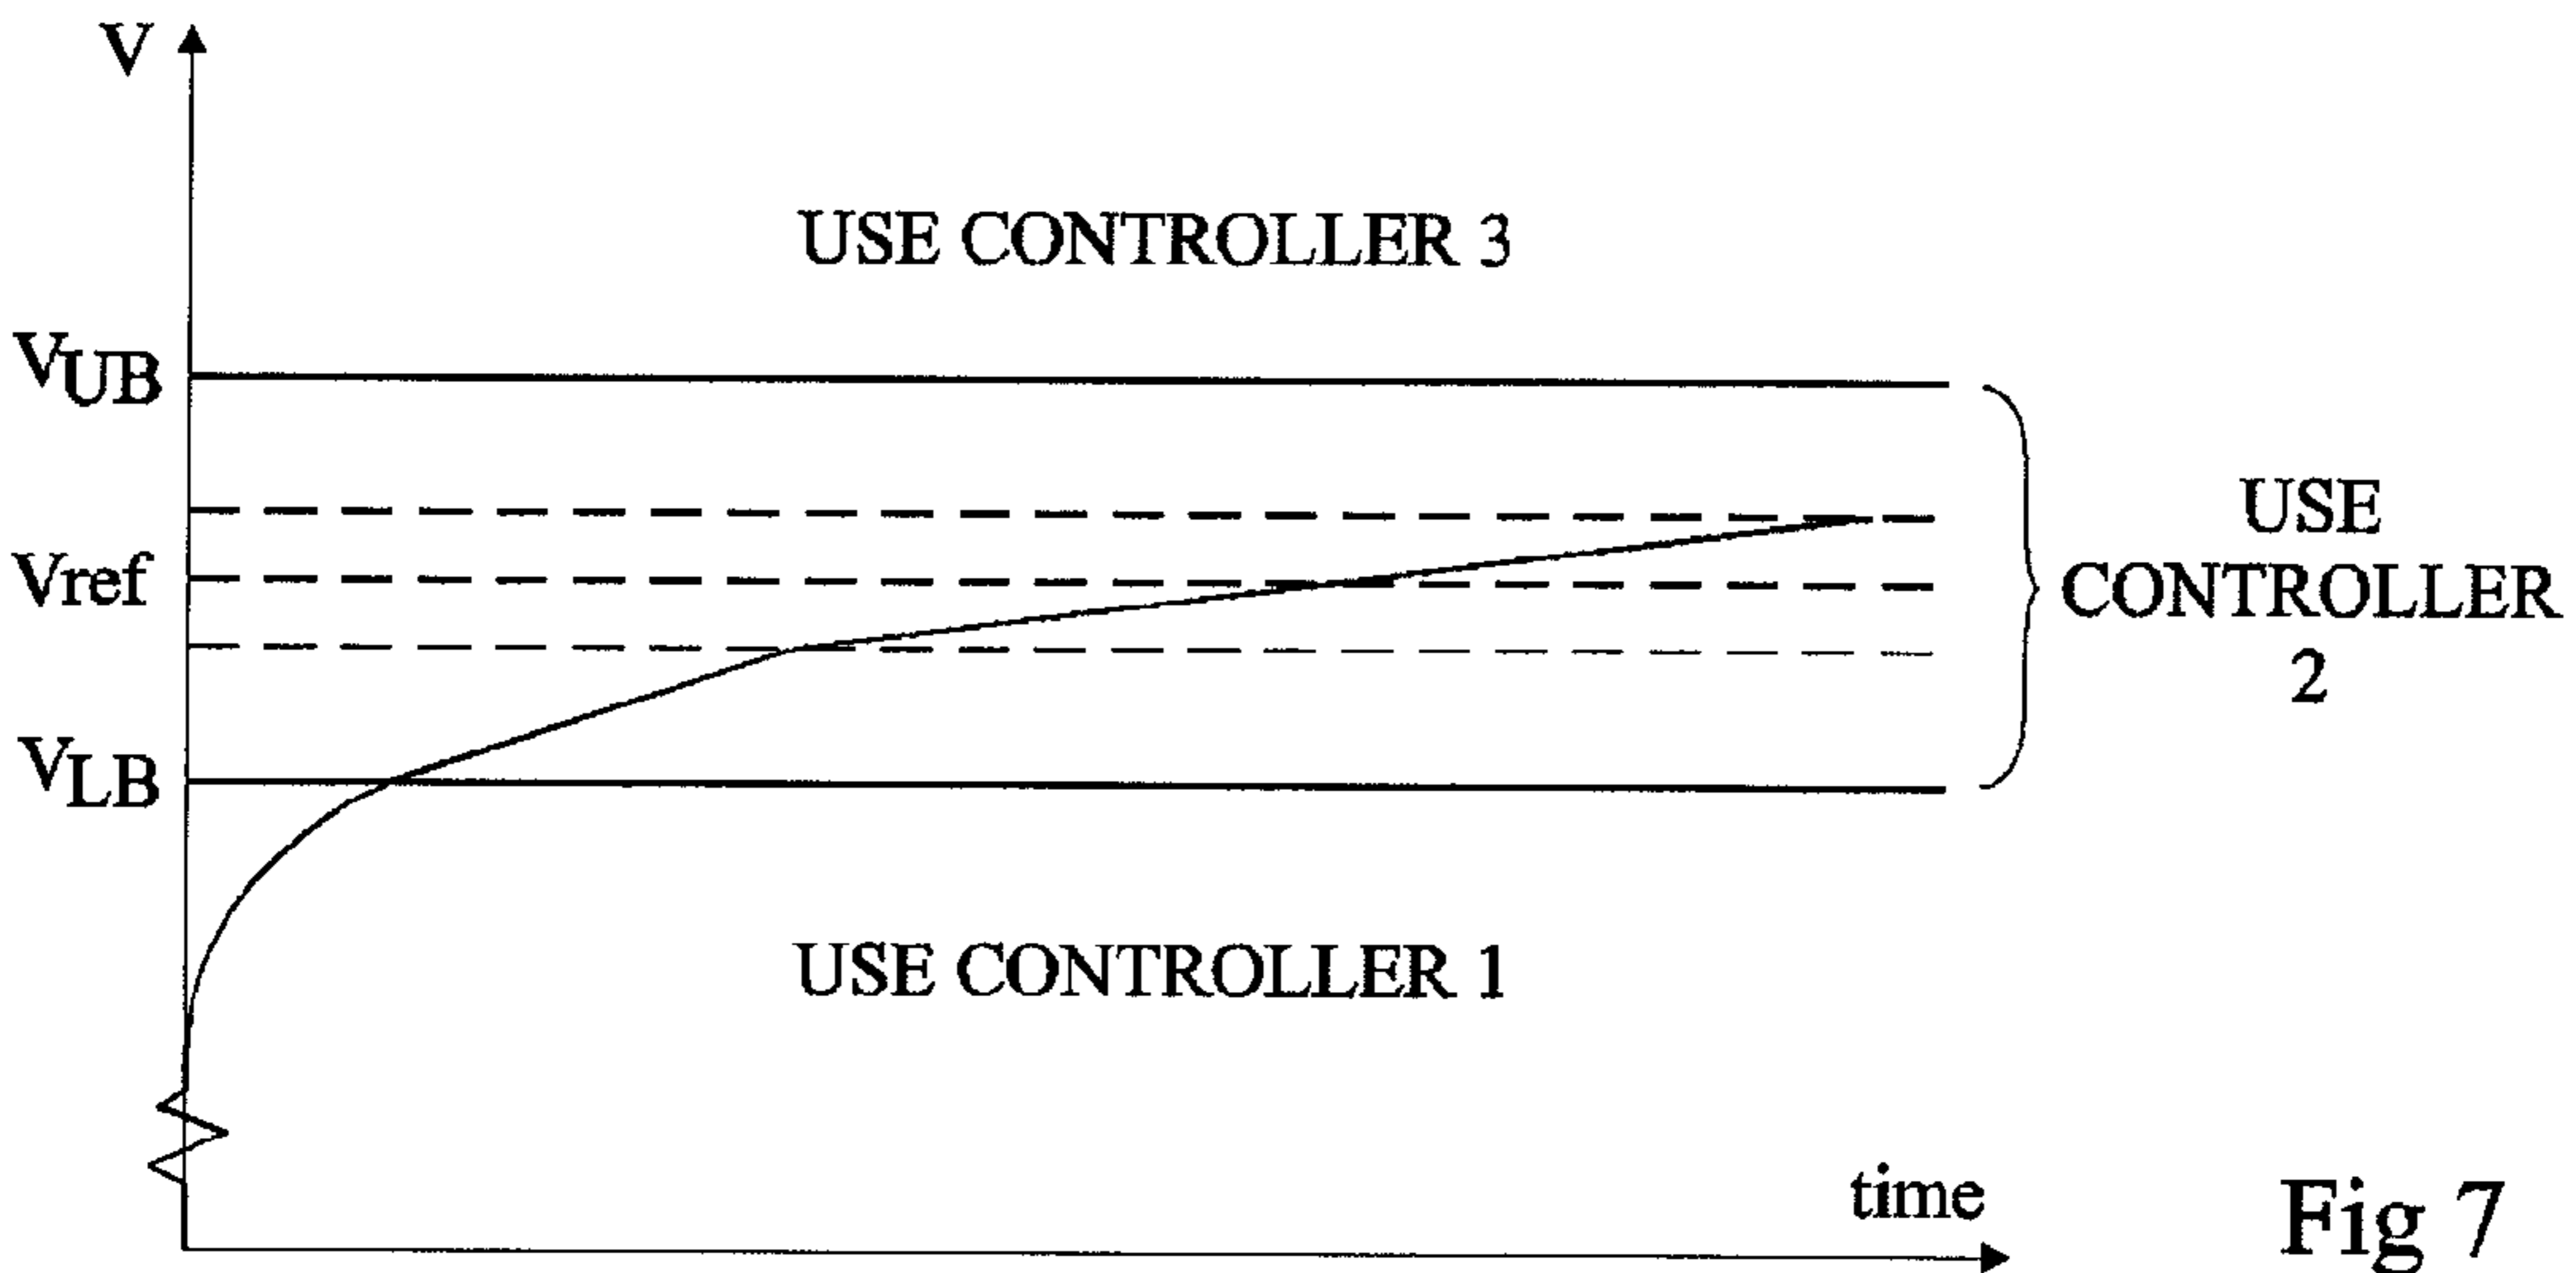 V
USE CONTROLLER 3
VUB
USE
CONTROLLER
2
Vref
VLB
USE CONTROLLER 1
time
Fig 7